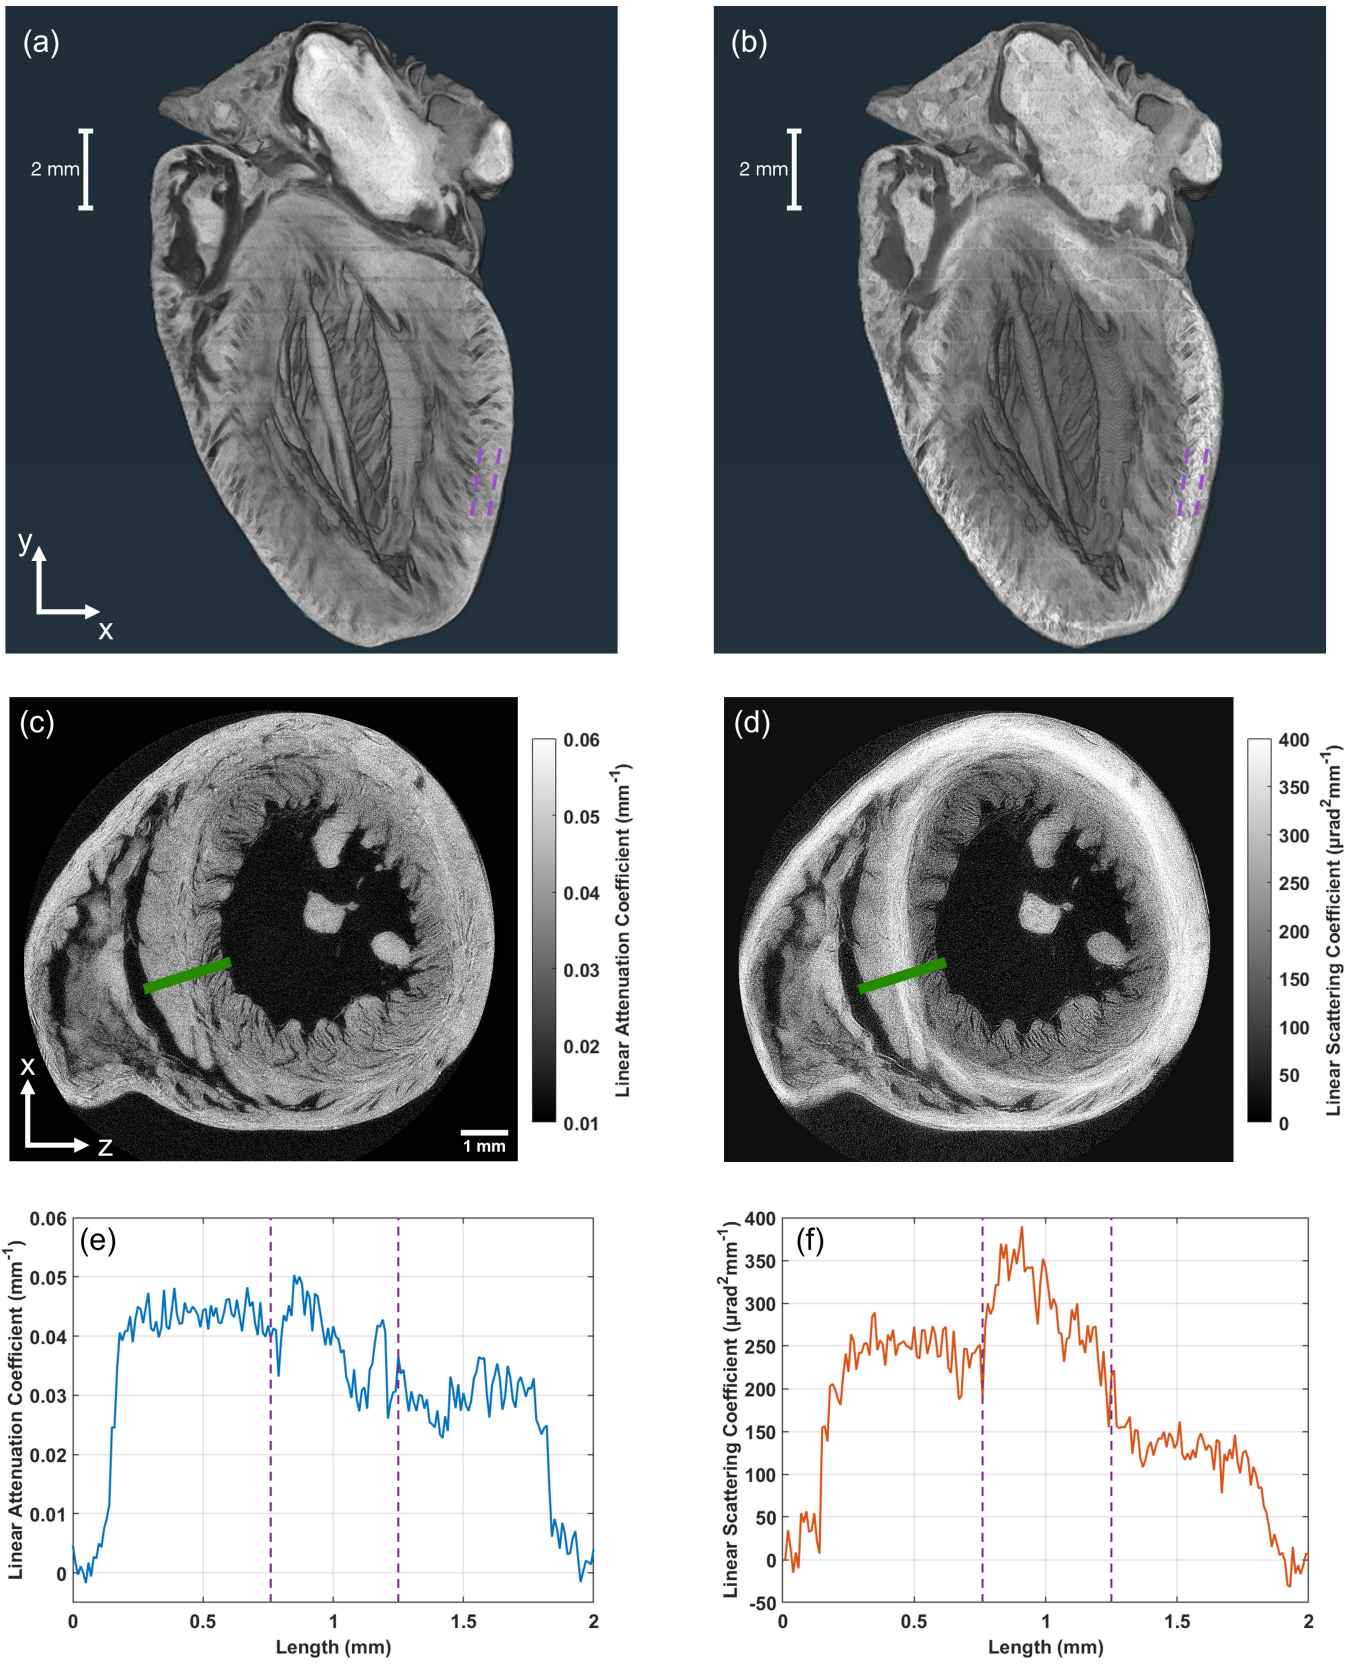 (a)
2 mm
y
x
(b)
2 mm
(c)
x
z
1 mm
0.06
0.05
0.04
0.03
0.02
0.01
Linear Attenuation Coefficient (mm⁻¹)
(d)
400
350
300
250
200
150
100
50
0
Linear Scattering Coefficient (µrad²mm⁻¹)
(e)
Linear Attenuation Coefficient (mm⁻¹)
0.06
0.05
0.04
0.03
0.02
0.01
0
0 0.5 1 1.5 2
Length (mm)
(f)
Linear Scattering Coefficient (µrad²mm⁻¹)
400
350
300
250
200
150
100
50
0
-50
0 0.5 1 1.5 2
Length (mm)